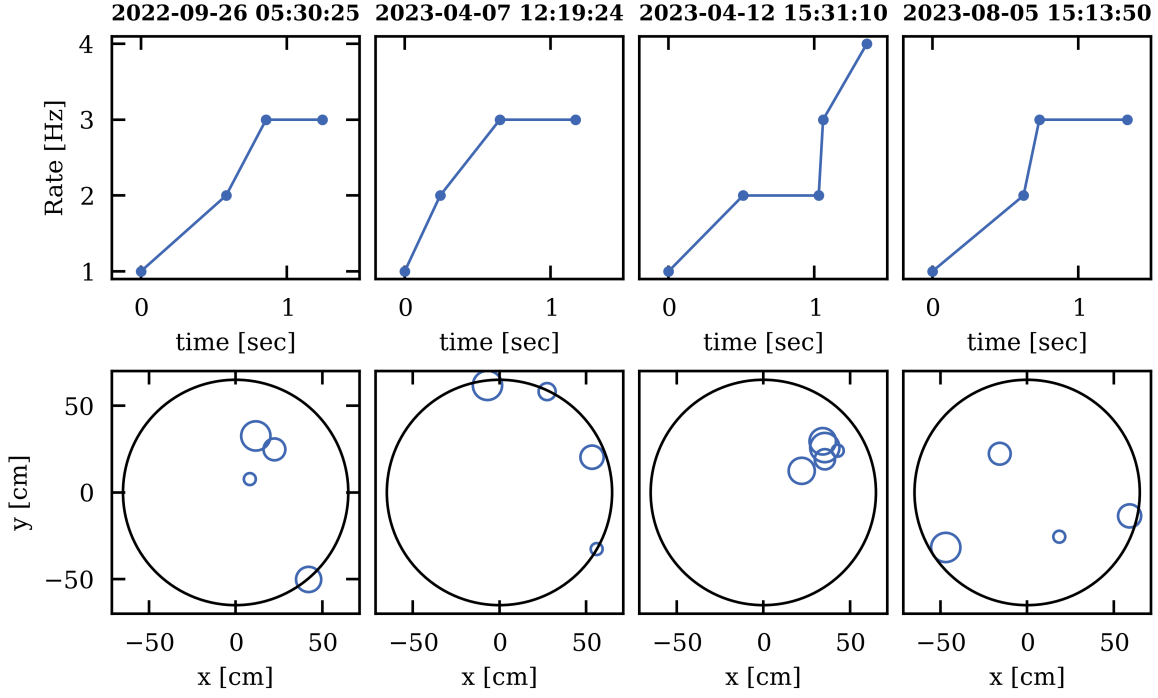 2022-09-26 05:30:25 2023-04-07 12:19:24 2023-04-12 15:31:10 2023-08-05 15:13:50
4
3
2
1
Rate [Hz]
0 1 0 1 0 1 0 1
time [sec] time [sec] time [sec] time [sec]
50
0
−50
y [cm]
−50 0 50 −50 0 50 −50 0 50 −50 0 50
x [cm] x [cm] x [cm] x [cm]